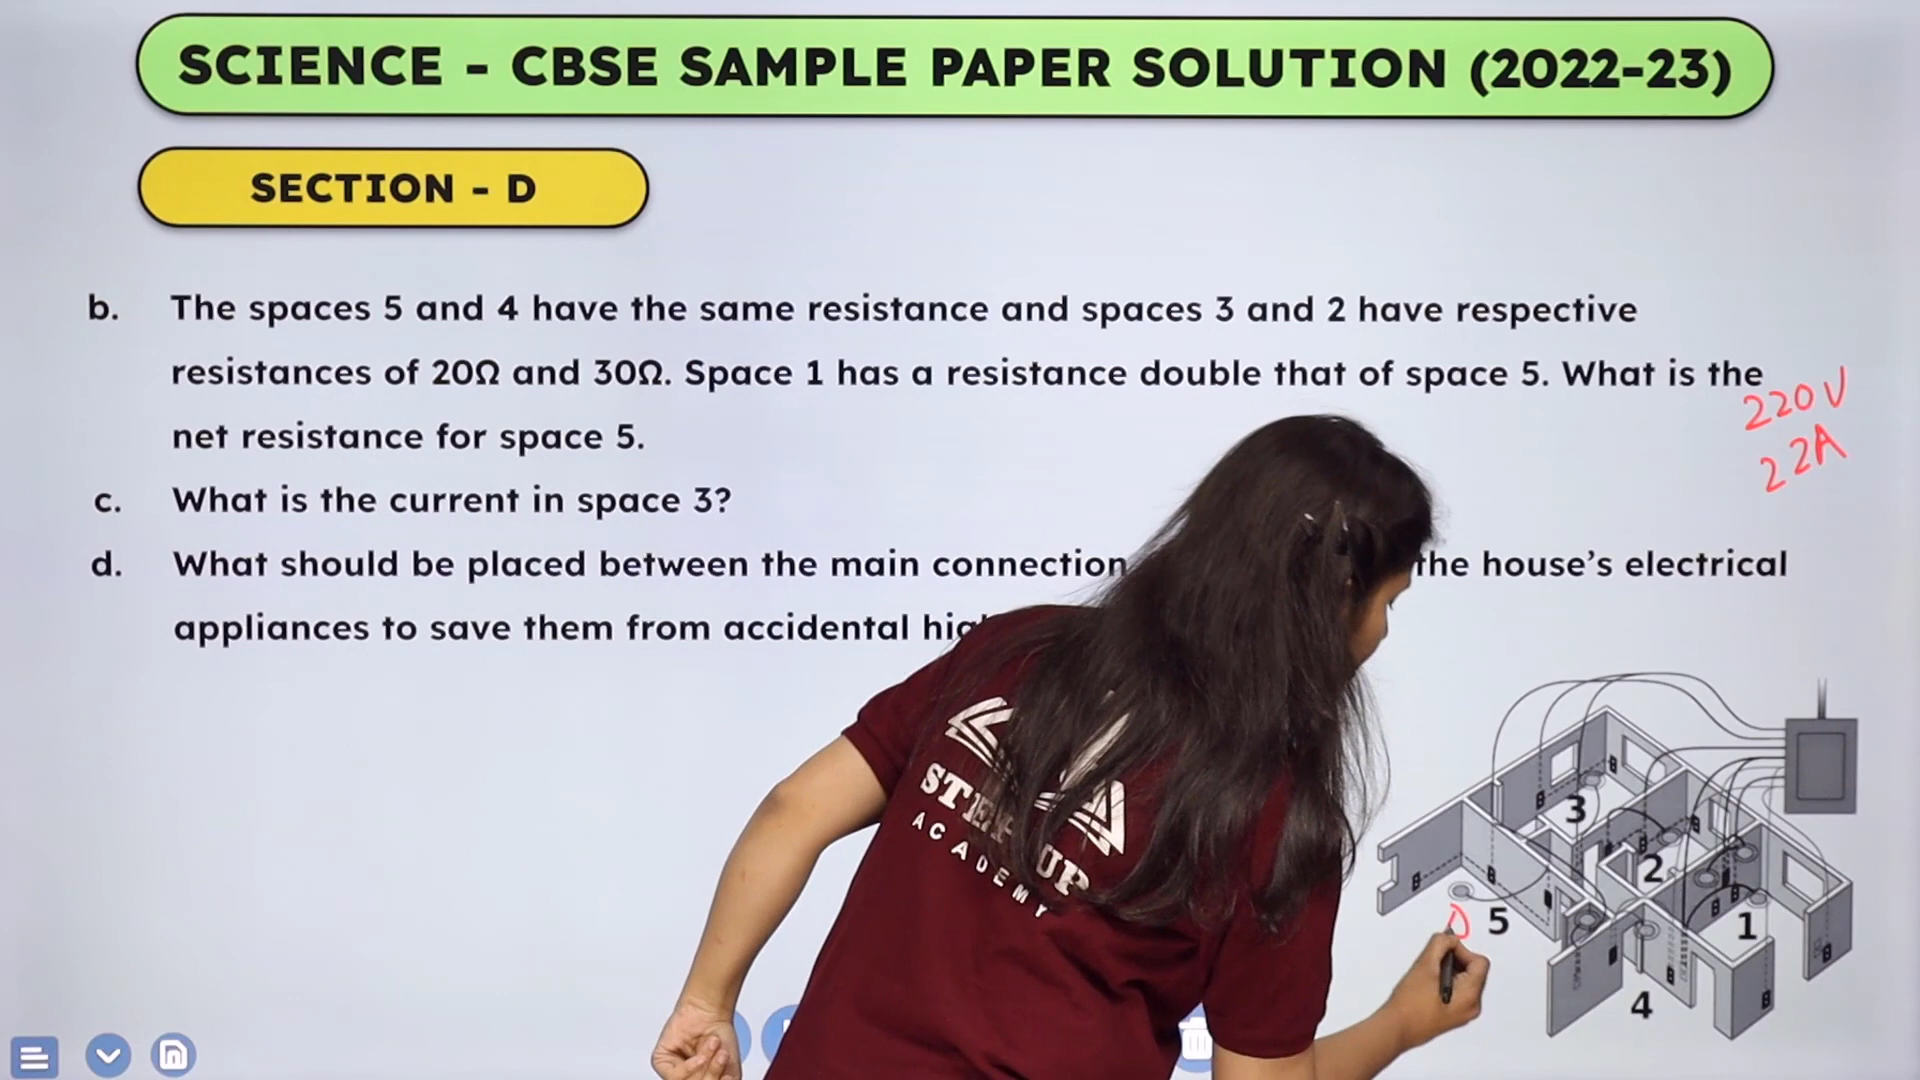 SCIENCE - CBSE SAMPLE PAPER SOLUTION (2022-23)
SECTION - D
b. The spaces 5 and 4 have the same resistance and spaces 3 and 2 have respective
resistances of 20Ω and 30Ω. Space 1 has a resistance double that of space 5. What is the
net resistance for space 5.
220V
22A
c. What is the current in space 3?
d. What should be placed between the main connection the house's electrical
appliances to save them from accidental
STEP UP
ACADEMY
3
2
1
5
4